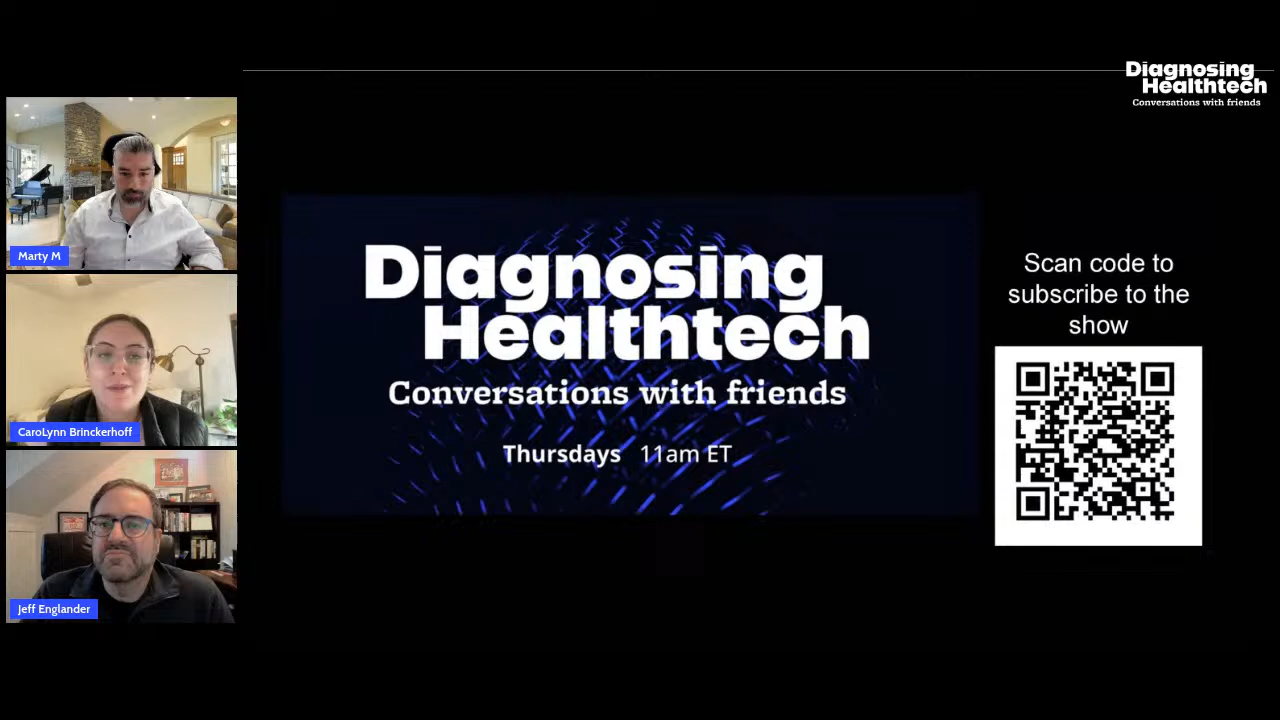 Diagnosing
Healthtech
Conversations with friends
Marty M
CaroLynn Brinckerhoff
Jeff Englander
Diagnosing
Healthtech
Conversations with friends
Thursdays 11am ET
Scan code to
subscribe to the
show